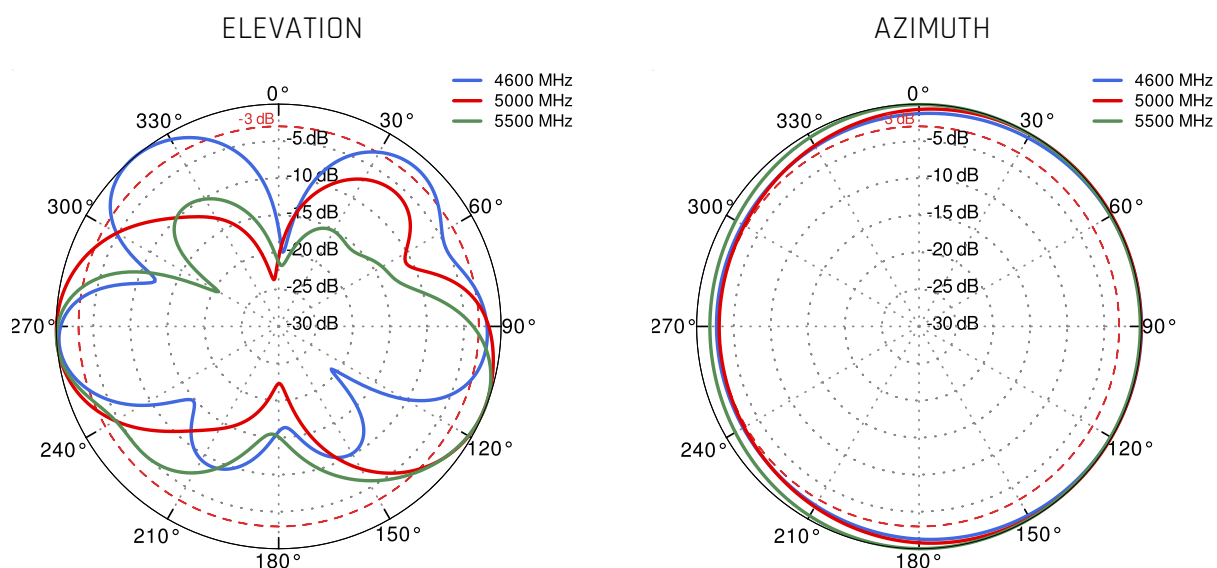 ELEVATION
4600 MHz
5000 MHz
5500 MHz
0°
330°
30°
-3 dB
-5 dB
-10 dB
300°
-15 dB
60°
-20 dB
-25 dB
270°
-30 dB
90°
240°
120°
210°
150°
180°
AZIMUTH
4600 MHz
5000 MHz
5500 MHz
0°
330°
30°
3 dB
-5 dB
-10 dB
300°
-15 dB
60°
-20 dB
-25 dB
270°
-30 dB
90°
240°
120°
210°
150°
180°